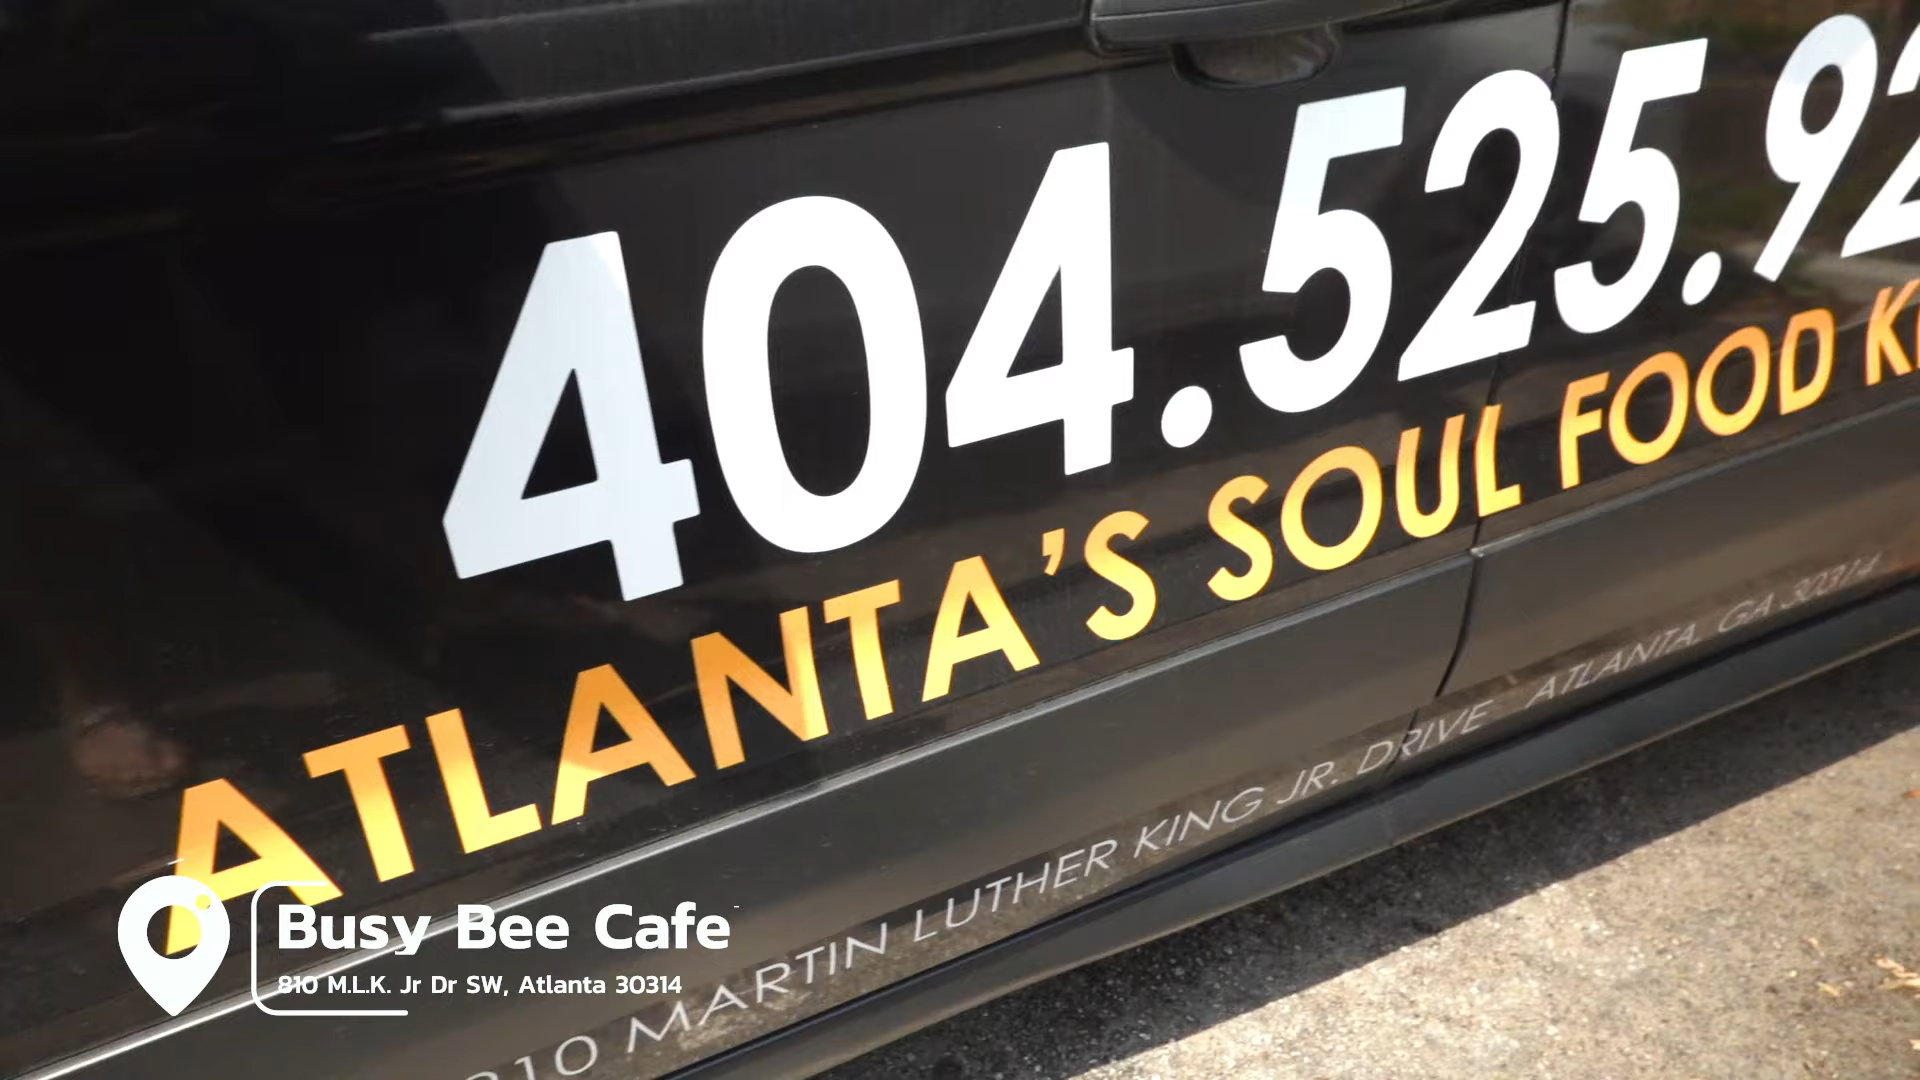 404.525.92
ATLANTA'S SOUL FOOD K
810 MARTIN LUTHER KING JR. DRIVE ATLANTA, GA 30314
Busy Bee Cafe
810 M.L.K. Jr Dr SW, Atlanta 30314